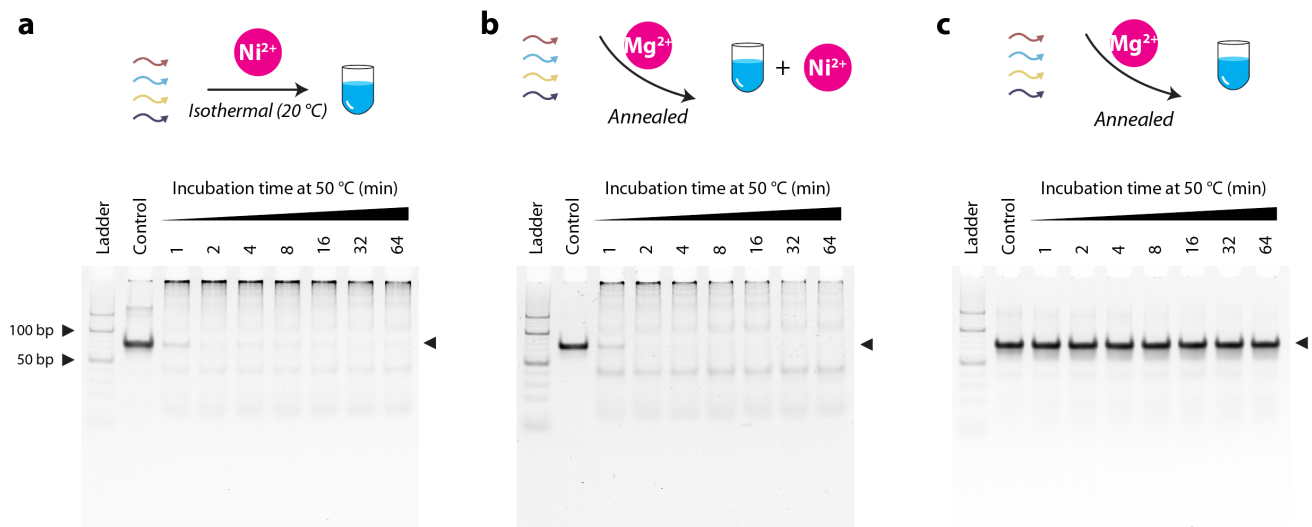 a
Ni²⁺
Isothermal (20 °C)
Incubation time at 50 °C (min)
Ladder
Control
1 2 4 8 16 32 64
100 bp
50 bp
b
Mg²⁺
Annealed
+ Ni²⁺
Incubation time at 50 °C (min)
Ladder
Control
1 2 4 8 16 32 64
c
Mg²⁺
Annealed
Incubation time at 50 °C (min)
Ladder
Control
1 2 4 8 16 32 64